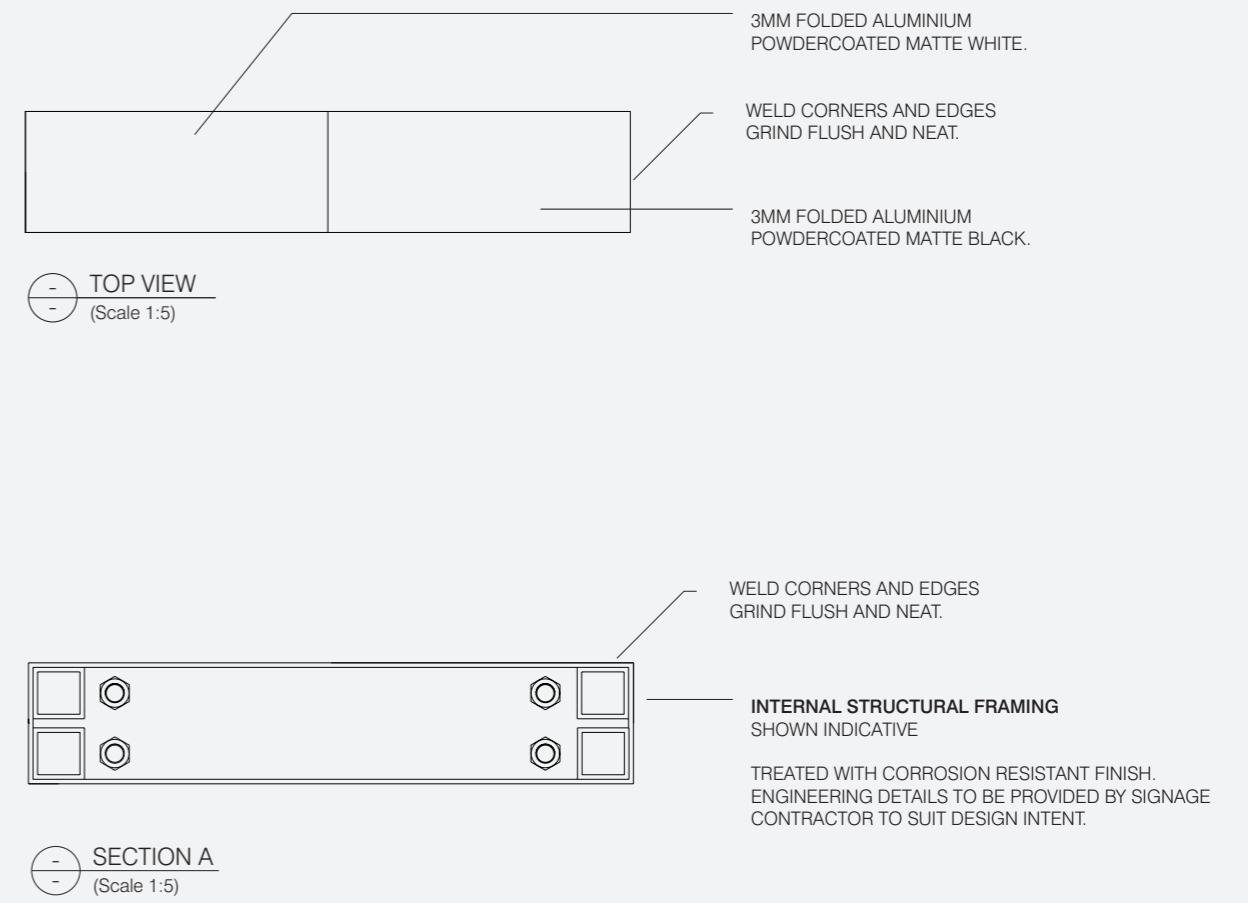 3MM FOLDED ALUMINIUM
POWDERCOATED MATTE WHITE.
WELD CORNERS AND EDGES
GRIND FLUSH AND NEAT.
3MM FOLDED ALUMINIUM
POWDERCOATED MATTE BLACK.
-
-
TOP VIEW
(Scale 1:5)
WELD CORNERS AND EDGES
GRIND FLUSH AND NEAT.
INTERNAL STRUCTURAL FRAMING
SHOWN INDICATIVE
TREATED WITH CORROSION RESISTANT FINISH.
ENGINEERING DETAILS TO BE PROVIDED BY SIGNAGE
CONTRACTOR TO SUIT DESIGN INTENT.
-
-
SECTION A
(Scale 1:5)